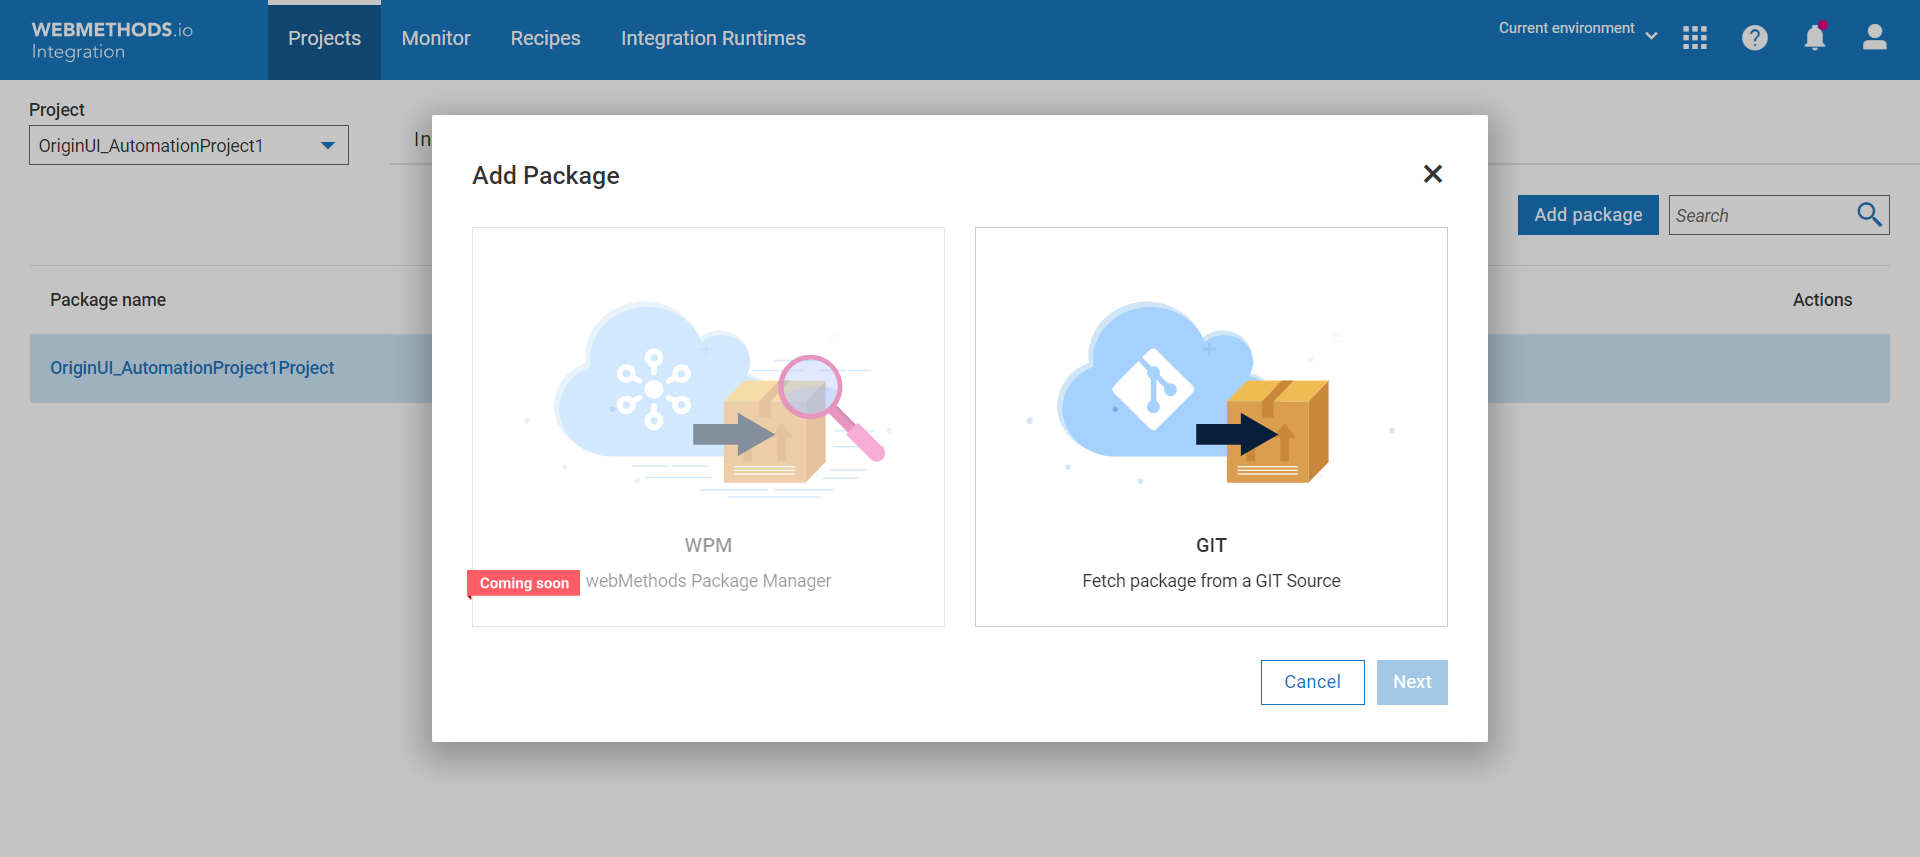 WEBMETHODS.io
Integration
Projects
Monitor
Recipes
Integration Runtimes
Current environment
Project
OriginUI_AutomationProject1
In
Add Package
Add package
Search
Package name
Actions
OriginUI_AutomationProject1Project
WPM
Coming soon
webMethods Package Manager
GIT
Fetch package from a GIT Source
Cancel
Next